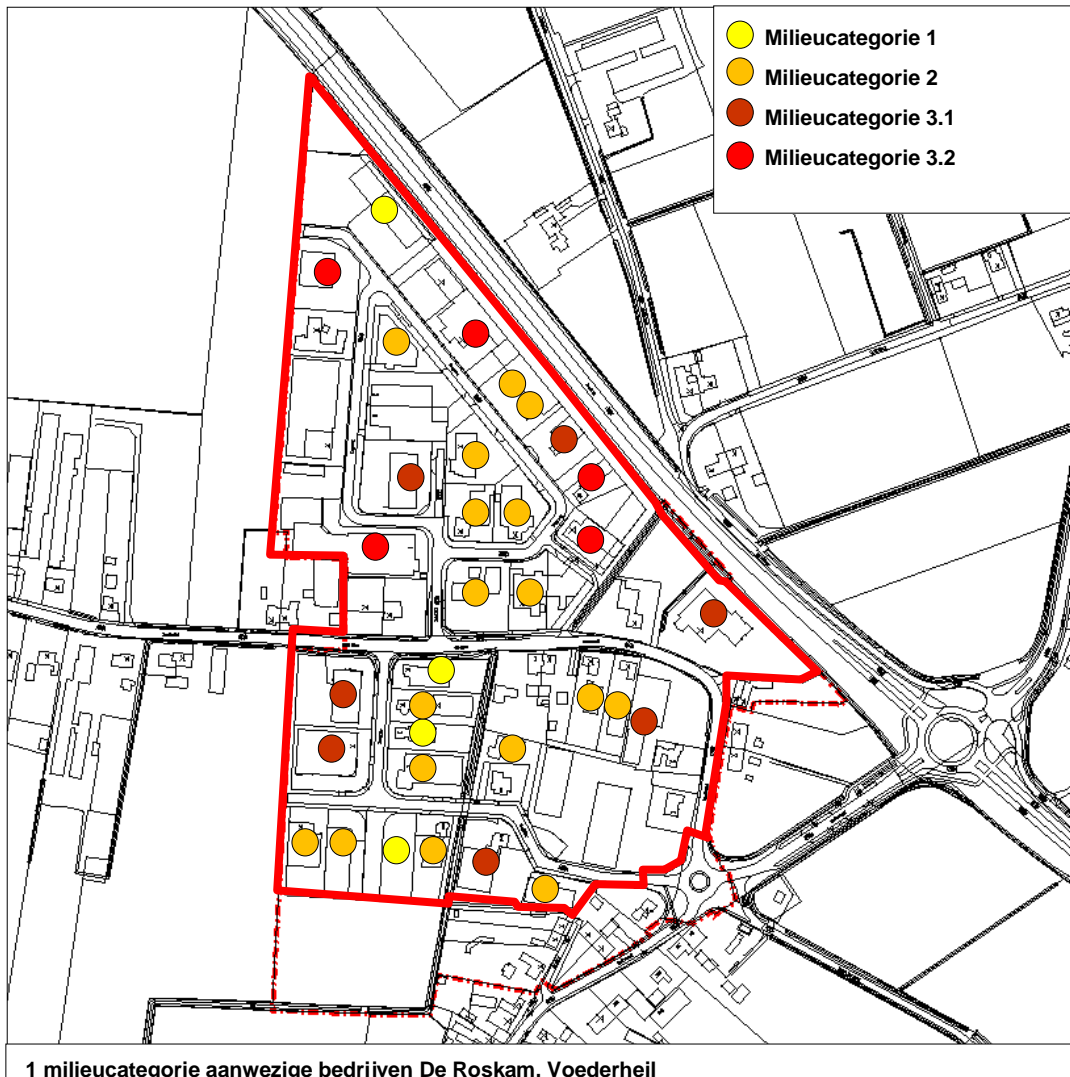 Milieucategorie 1
Milieucategorie 2
Milieucategorie 3.1
Milieucategorie 3.2
1 milieucategorie aanwezige bedrijven De Roskam, Voederheil